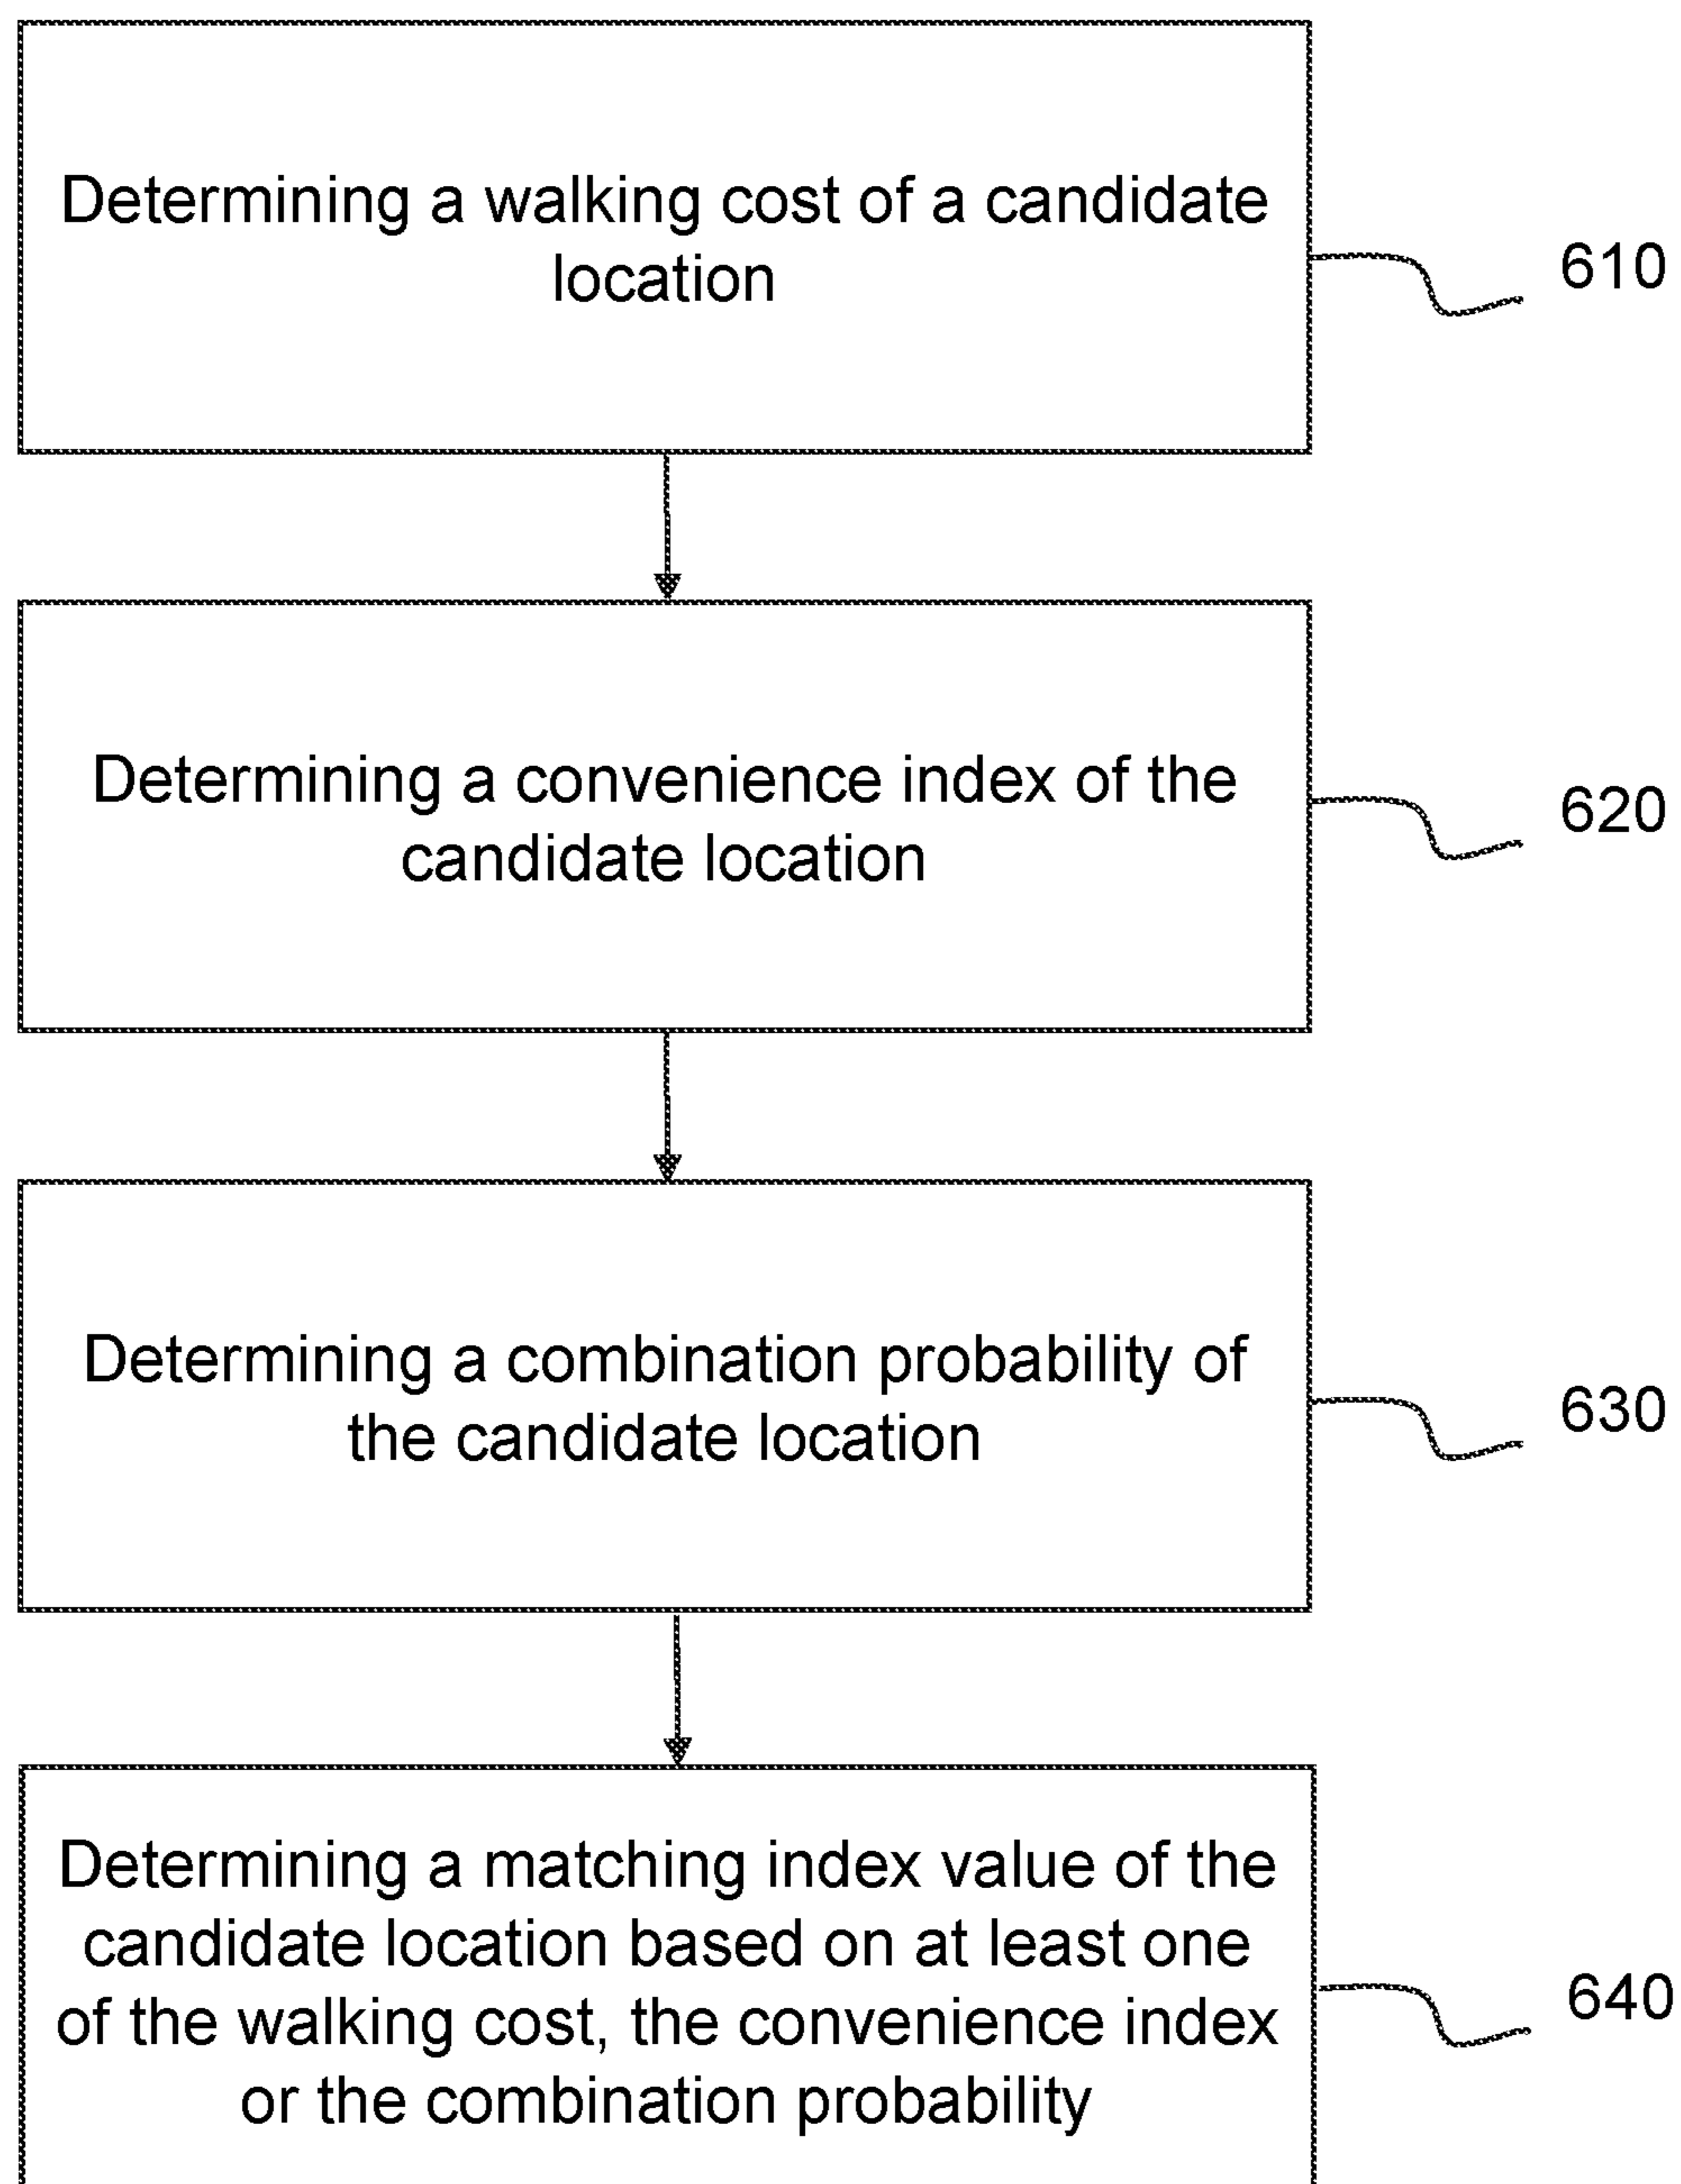 Determining a walking cost of a candidate
location
610
Determining a convenience index of the
candidate location
620
Determining a combination probability of
the candidate location
630
Determining a matching index value of the
candidate location based on at least one
of the walking cost, the convenience index
or the combination probability
640